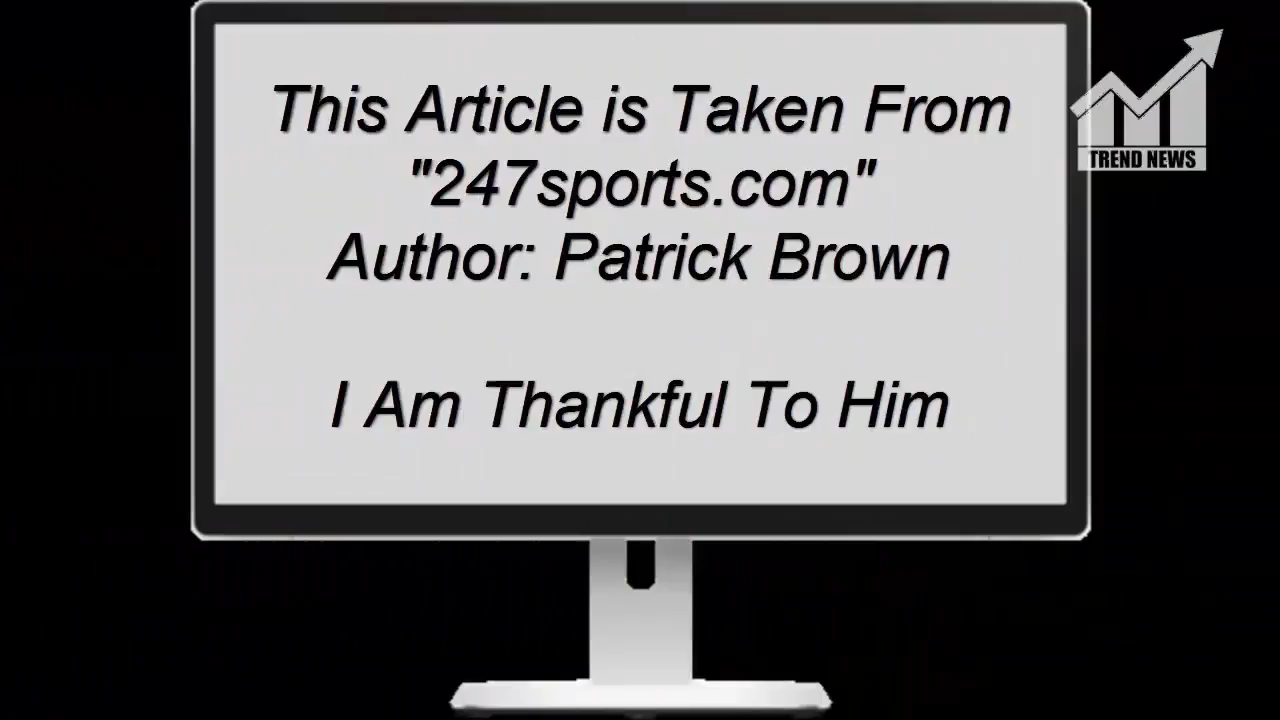 This Article is Taken From
"247sports.com"
Author: Patrick Brown
I Am Thankful To Him
TREND NEWS